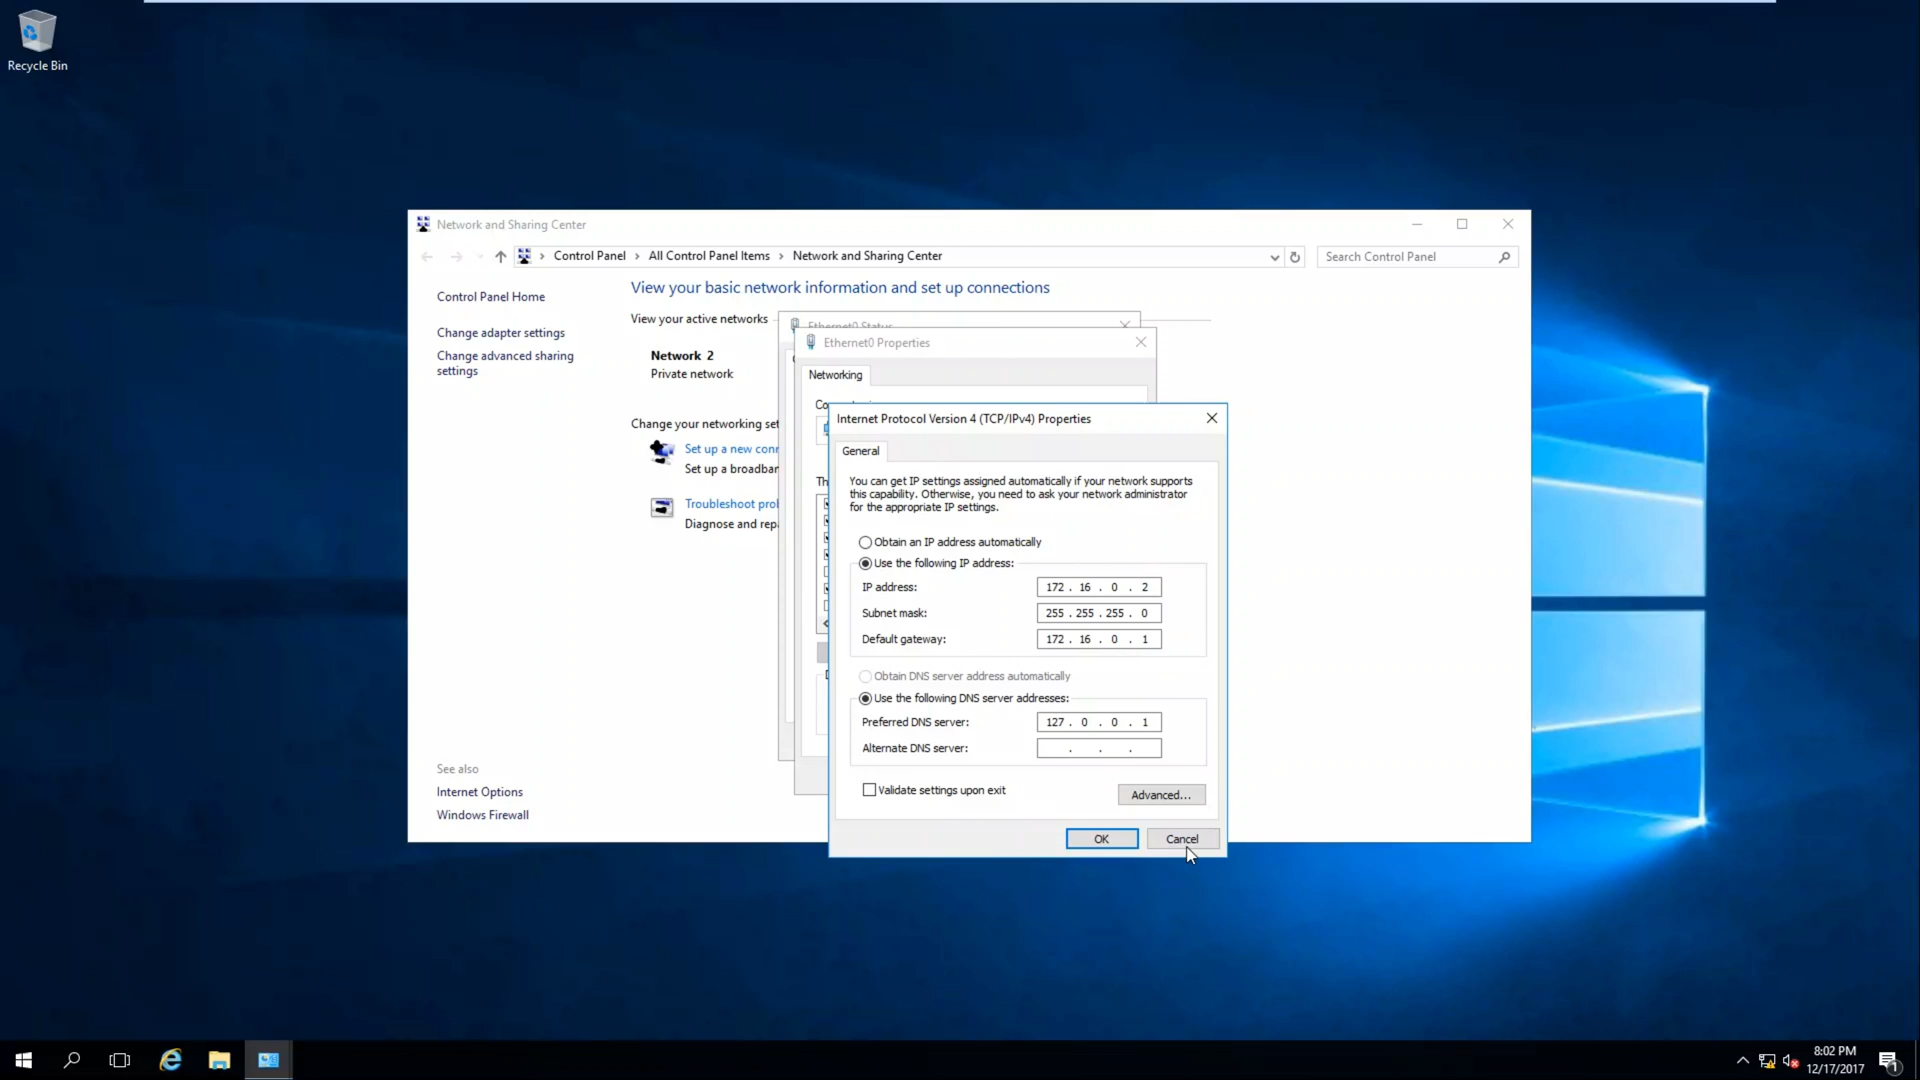 Recycle Bin
Network and Sharing Center
Control Panel > All Control Panel Items > Network and Sharing Center
Search Control Panel
Control Panel Home
Change adapter settings
Change advanced sharing
settings
View your basic network information and set up connections
View your active networks
Network 2
Private network
Change your networking set
Set up a new conn
Set up a broadban
Troubleshoot prob
Diagnose and repa
See also
Internet Options
Windows Firewall
Ethernet0 Status
Ethernet0 Properties
Networking
Internet Protocol Version 4 (TCP/IPv4) Properties
General
You can get IP settings assigned automatically if your network supports
this capability. Otherwise, you need to ask your network administrator
for the appropriate IP settings.
Obtain an IP address automatically
Use the following IP address:
IP address: 172 . 16 . 0 . 2
Subnet mask: 255 . 255 . 255 . 0
Default gateway: 172 . 16 . 0 . 1
Obtain DNS server address automatically
Use the following DNS server addresses:
Preferred DNS server: 127 . 0 . 0 . 1
Alternate DNS server: . . .
Validate settings upon exit
Advanced...
OK
Cancel
8:02 PM
12/17/2017
1